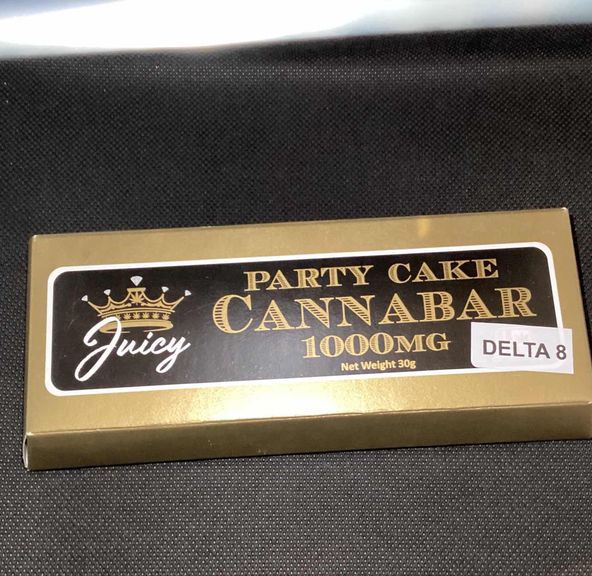 Juicy
PARTY CAKE
CANNABAR
1000MG
Net Weight 30g
DELTA 8